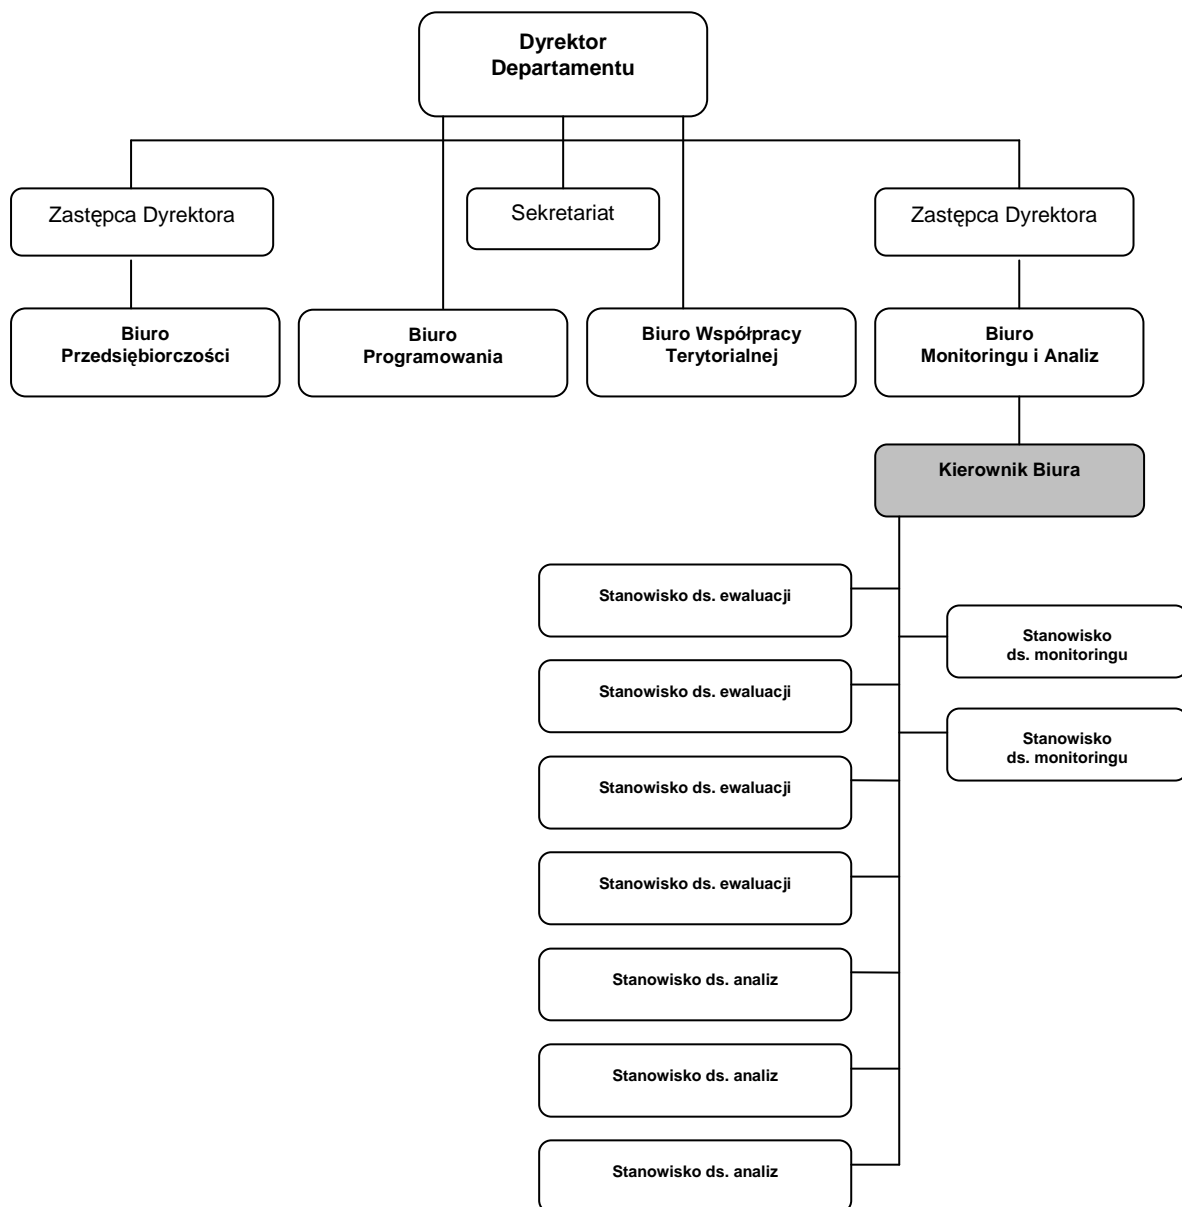 Dyrektor
Departamentu
Zastępca Dyrektora
Sekretariat
Zastępca Dyrektora
Biuro
Przedsiębiorczości
Biuro
Programowania
Biuro Współpracy
Terytorialnej
Biuro
Monitoringu i Analiz
Kierownik Biura
Stanowisko ds. ewaluacji
Stanowisko
ds. monitoringu
Stanowisko ds. ewaluacji
Stanowisko
ds. monitoringu
Stanowisko ds. ewaluacji
Stanowisko ds. ewaluacji
Stanowisko ds. analiz
Stanowisko ds. analiz
Stanowisko ds. analiz